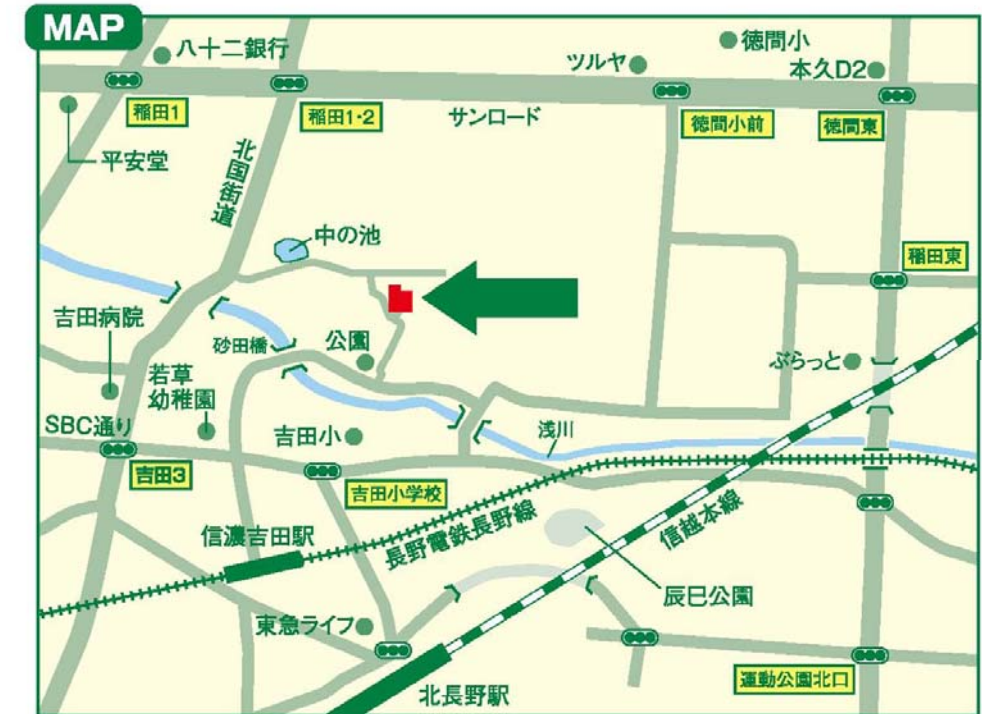 MAP
八十二銀行
徳間小
ツルヤ
本久D2
稲田1
稲田1・2
サンロード
徳間小前
徳間東
平安堂
北国街道
中の池
稲田東
吉田病院
砂田橋
公園
ぶらっと
若草
幼稚園
SBC通り
吉田小
浅川
吉田3
吉田小学校
信濃吉田駅
長野電鉄長野線
信越本線
辰巳公園
東急ライフ
運動公園北口
北長野駅